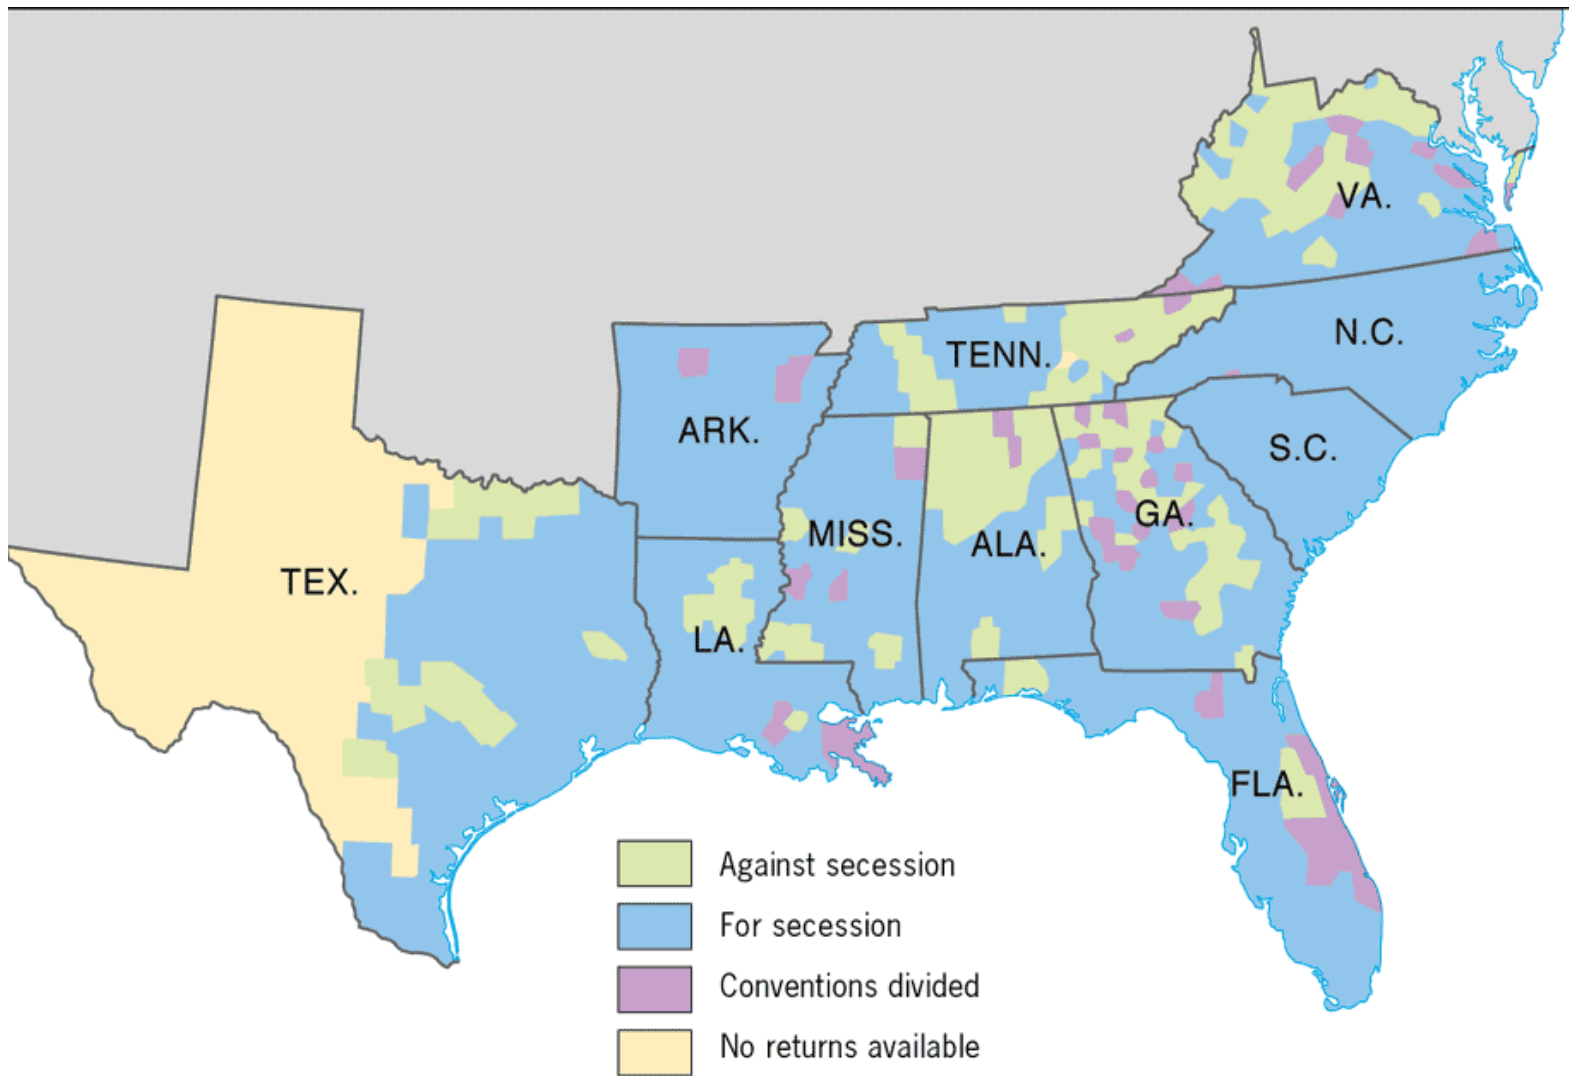 VA.
N.C.
TENN.
ARK.
S.C.
MISS.
GA.
ALA.
TEX.
LA.
FLA.
Against secession
For secession
Conventions divided
No returns available